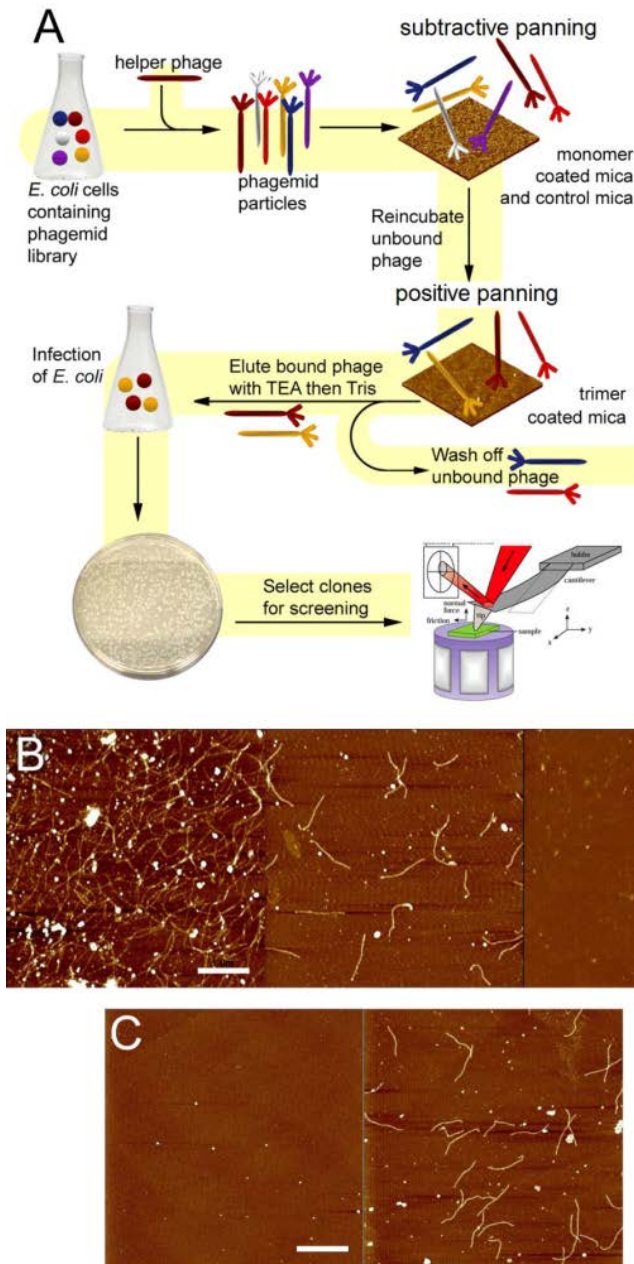 A
subtractive panning
helper phage
E. coli cells
containing
phagemid
library
phagemid
particles
monomer
coated mica
and control mica
Reincubate
unbound
phage
positive panning
Infection
of E. coli
Elute bound phage
with TEA then Tris
trimer
coated mica
Wash off
unbound phage
Select clones
for screening
holder
cantilever
normal
force
tip
friction
sample
z
y
x
B
C